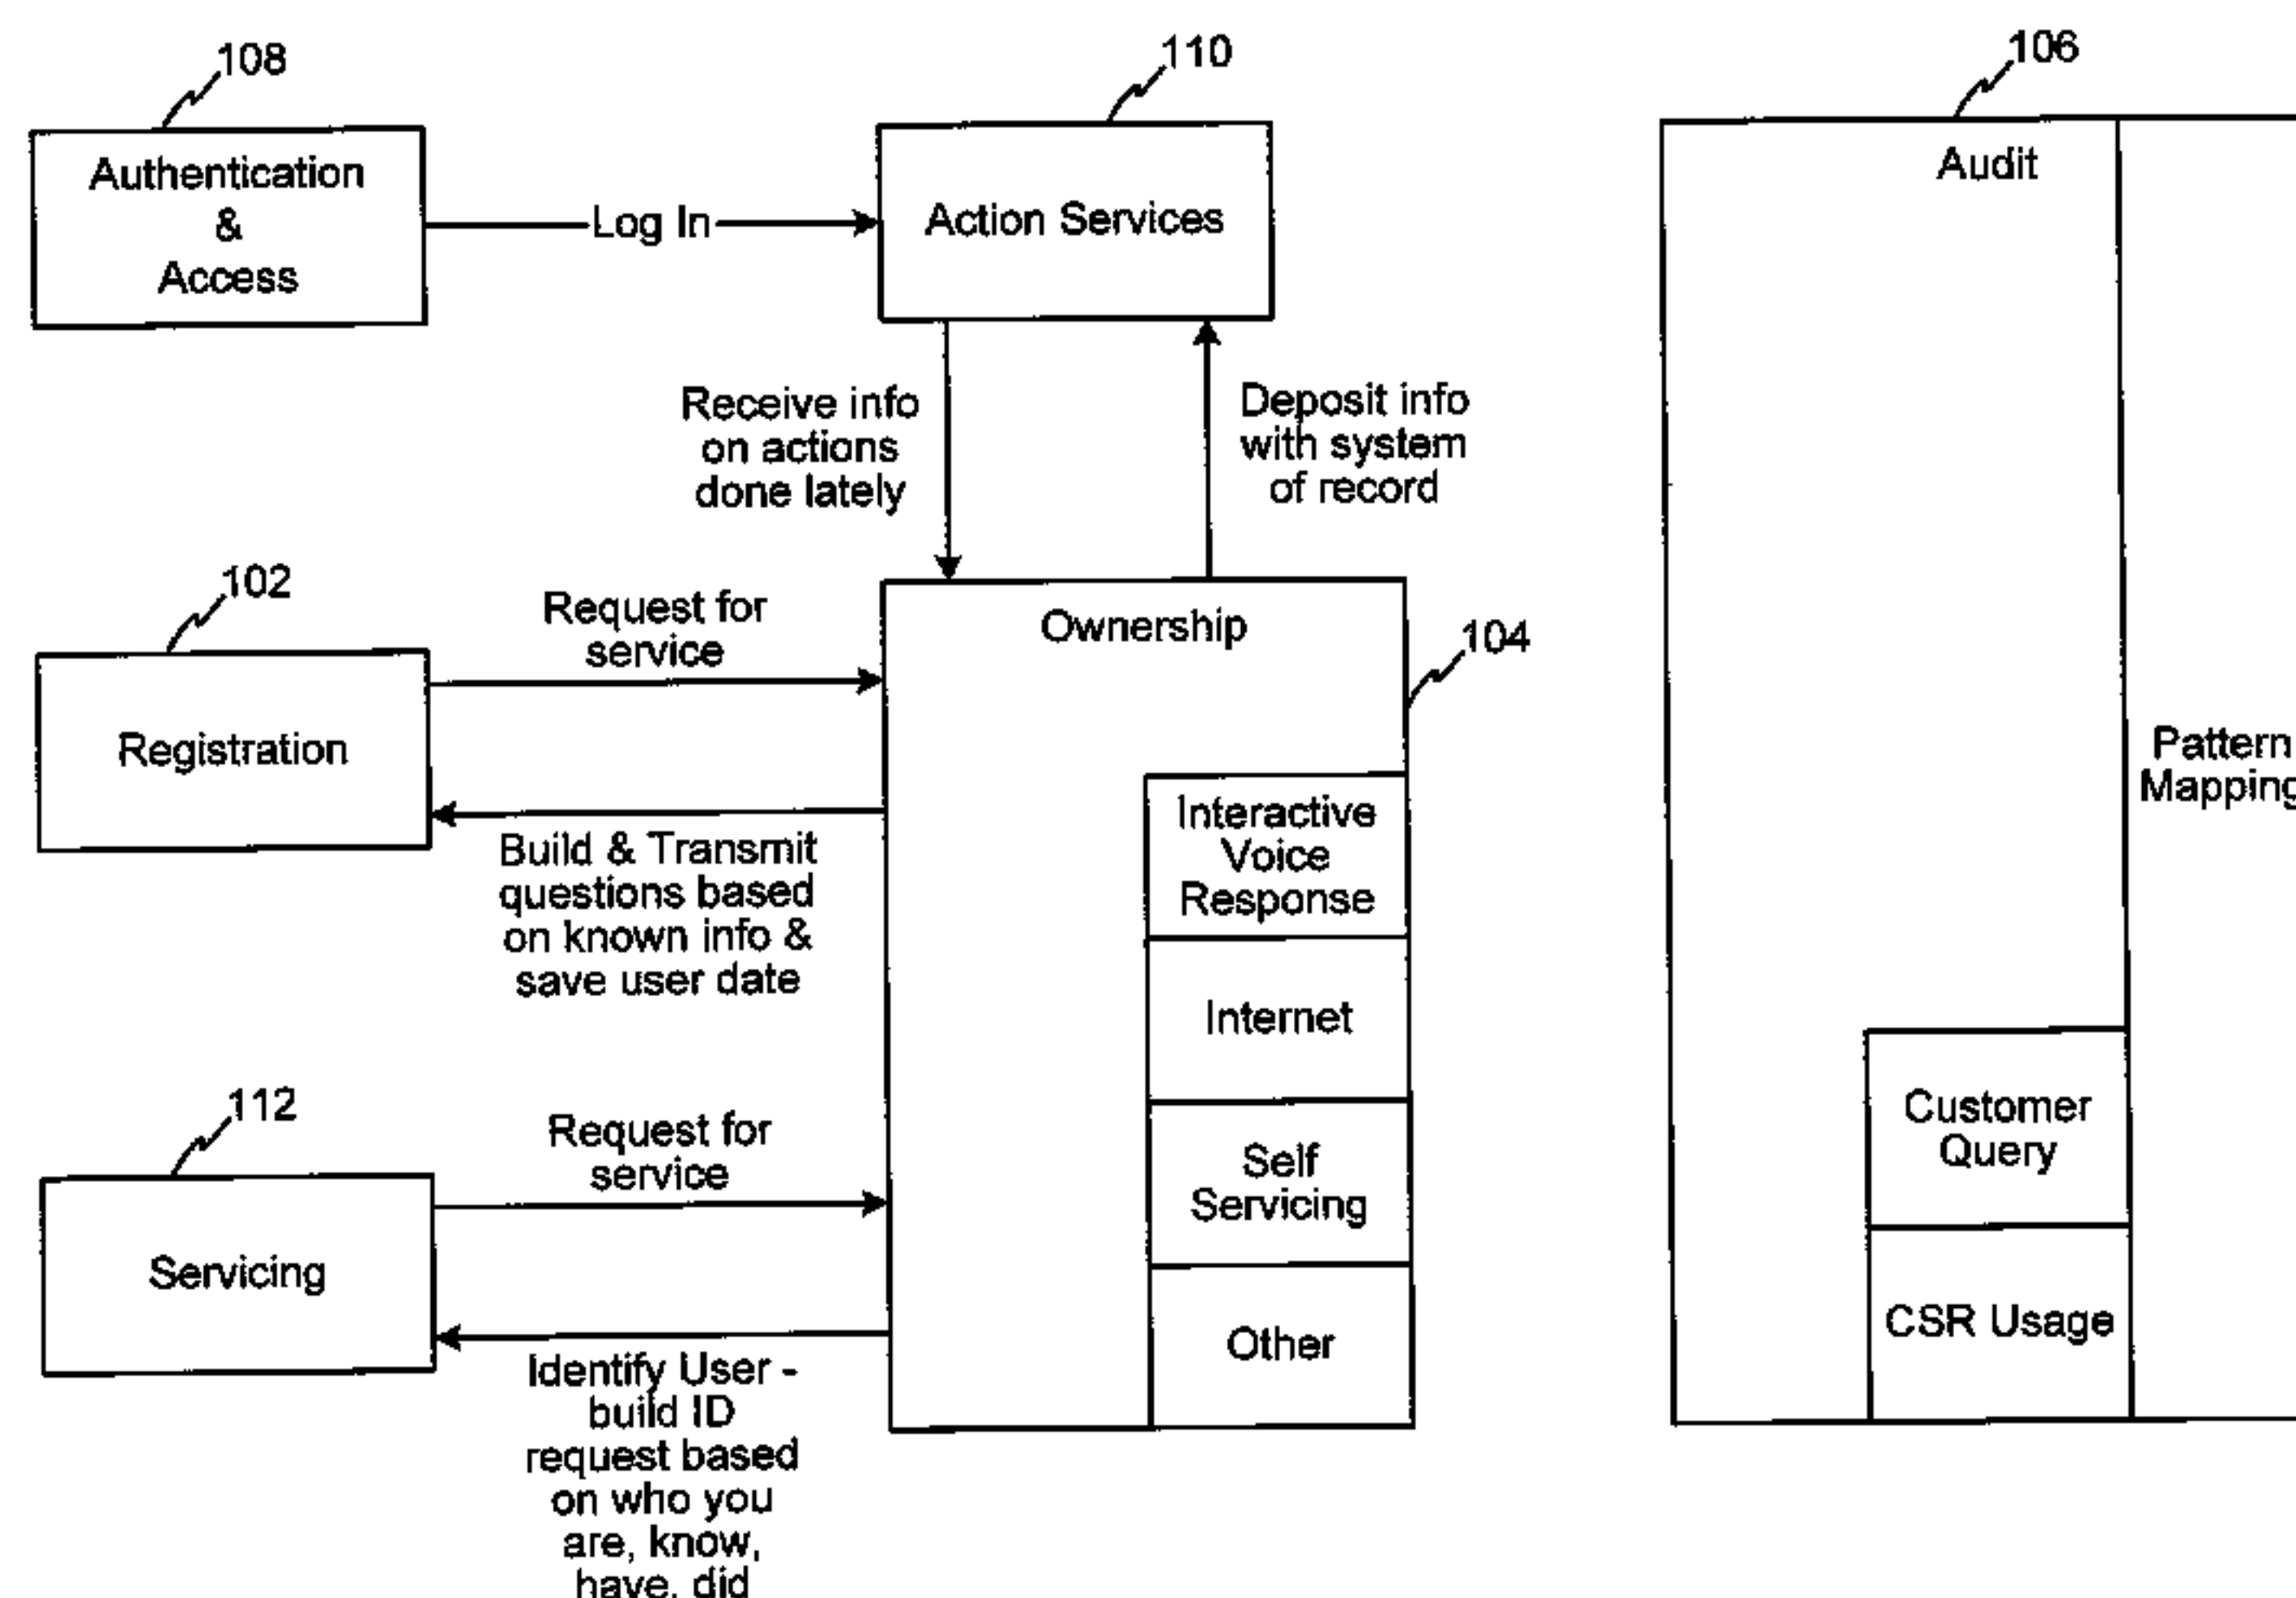 108
Authentication
&
Access
Log In
110
Action Services
Receive info
on actions
done lately
Deposit info
with system
of record
102
Registration
Request for
service
Build & Transmit
questions based
on known info &
save user date
112
Servicing
Request for
service
Identify User -
build ID
request based
on who you
are, know,
have, did
Ownership
104
Interactive
Voice
Response
Internet
Self
Servicing
Other
106
Audit
Pattern
Mapping
Customer
Query
CSR Usage